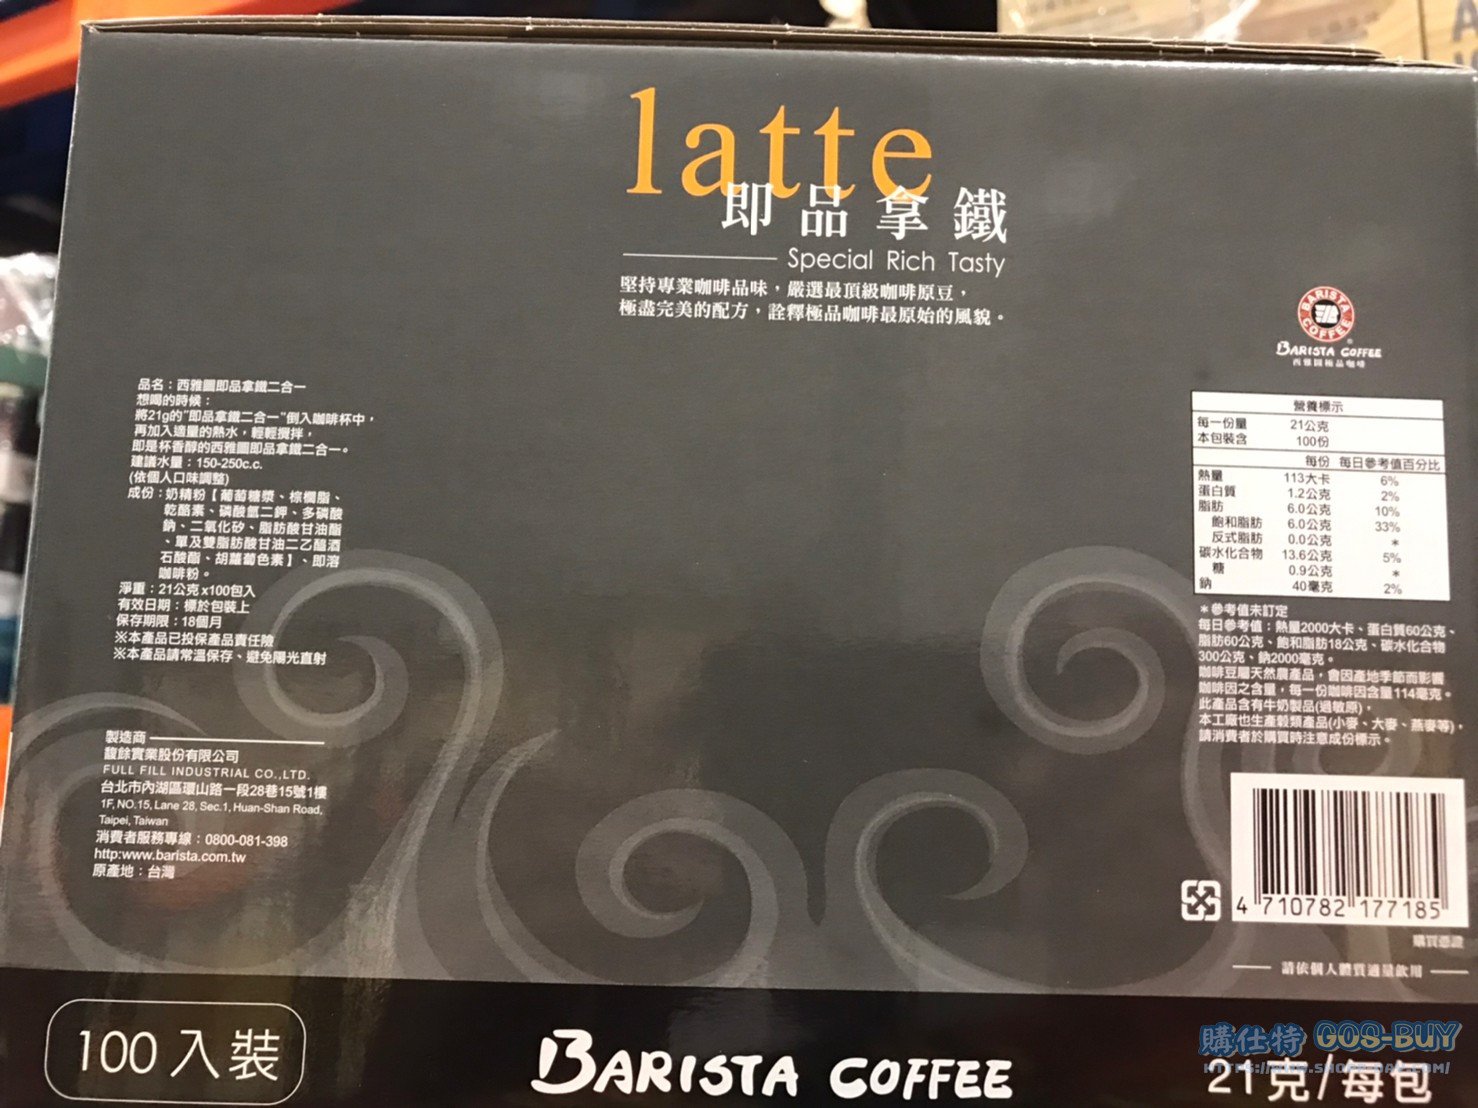 latte
即品拿鐵
Special Rich Tasty
堅持專業咖啡品味，嚴選最頂級咖啡原豆，
極盡完美的配方，詮釋極品咖啡最原始的風貌。
BARISTA COFFEE
BARISTA COFFEE
西雅圖極品咖啡
品名：西雅圖即品拿鐵二合一
想喝的時候：
將21g的"即品拿鐵二合一"倒入咖啡杯中，
再加入適量的熱水，輕輕攪拌，
即是杯香醇的西雅圖即品拿鐵二合一。
建議水量：150-250c.c.
(依個人口味調整)
成份：奶精粉【葡萄糖漿、棕櫚脂、
乾酪素、磷酸氫二鉀、多磷酸
鈉、二氧化矽、脂肪酸甘油酯
、單及雙脂肪酸甘油二乙醯酒
石酸酯、胡蘿蔔色素】、即溶
咖啡粉。
淨重：21公克x100包入
有效日期：標於包裝上
保存期限：18個月
※本產品已投保產品責任險
※本產品請常溫保存、避免陽光直射
製造商
馥餘實業股份有限公司
FULL FILL INDUSTRIAL CO.,LTD.
台北市內湖區環山路一段28巷15號1樓
1F, NO.15, Lane 28, Sec.1, Huan-Shan Road,
Taipei, Taiwan
消費者服務專線：0800-081-398
http:www.barista.com.tw
原產地：台灣
營養標示
每一份量 21公克
本包裝含 100份
每份 每日參考值百分比
熱量 113大卡 6%
蛋白質 1.2公克 2%
脂肪 6.0公克 10%
飽和脂肪 6.0公克 33%
反式脂肪 0.0公克 *
碳水化合物 13.6公克 5%
糖 0.9公克 *
鈉 40毫克 2%
＊參考值未訂定
每日參考值：熱量2000大卡、蛋白質60公克、
脂肪60公克、飽和脂肪18公克、碳水化合物
300公克、鈉2000毫克。
咖啡豆屬天然農產品，會因產地季節而影響
咖啡因之含量，每一份咖啡因含量114毫克。
此產品含有牛奶製品(過敏原)，
本工廠也生產穀類產品(小麥、大麥、燕麥等)，
請消費者於購買時注意成份標示。
4 710782 177185
購買憑證
請依個人體質適量飲用
100入裝
BARISTA COFFEE
21克/每包
購仕特 GOS-BUY